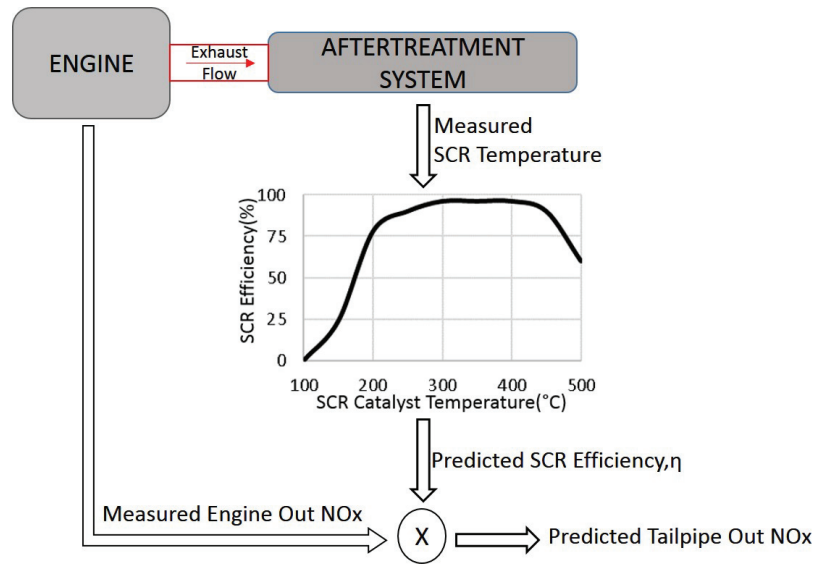 ENGINE
Exhaust
Flow
AFTERTREATMENT
SYSTEM
Measured
SCR Temperature
SCR Efficiency(%)
100
75
50
25
0
100 200 300 400 500
SCR Catalyst Temperature(°C)
Predicted SCR Efficiency,η
Measured Engine Out NOx
X
Predicted Tailpipe Out NOx